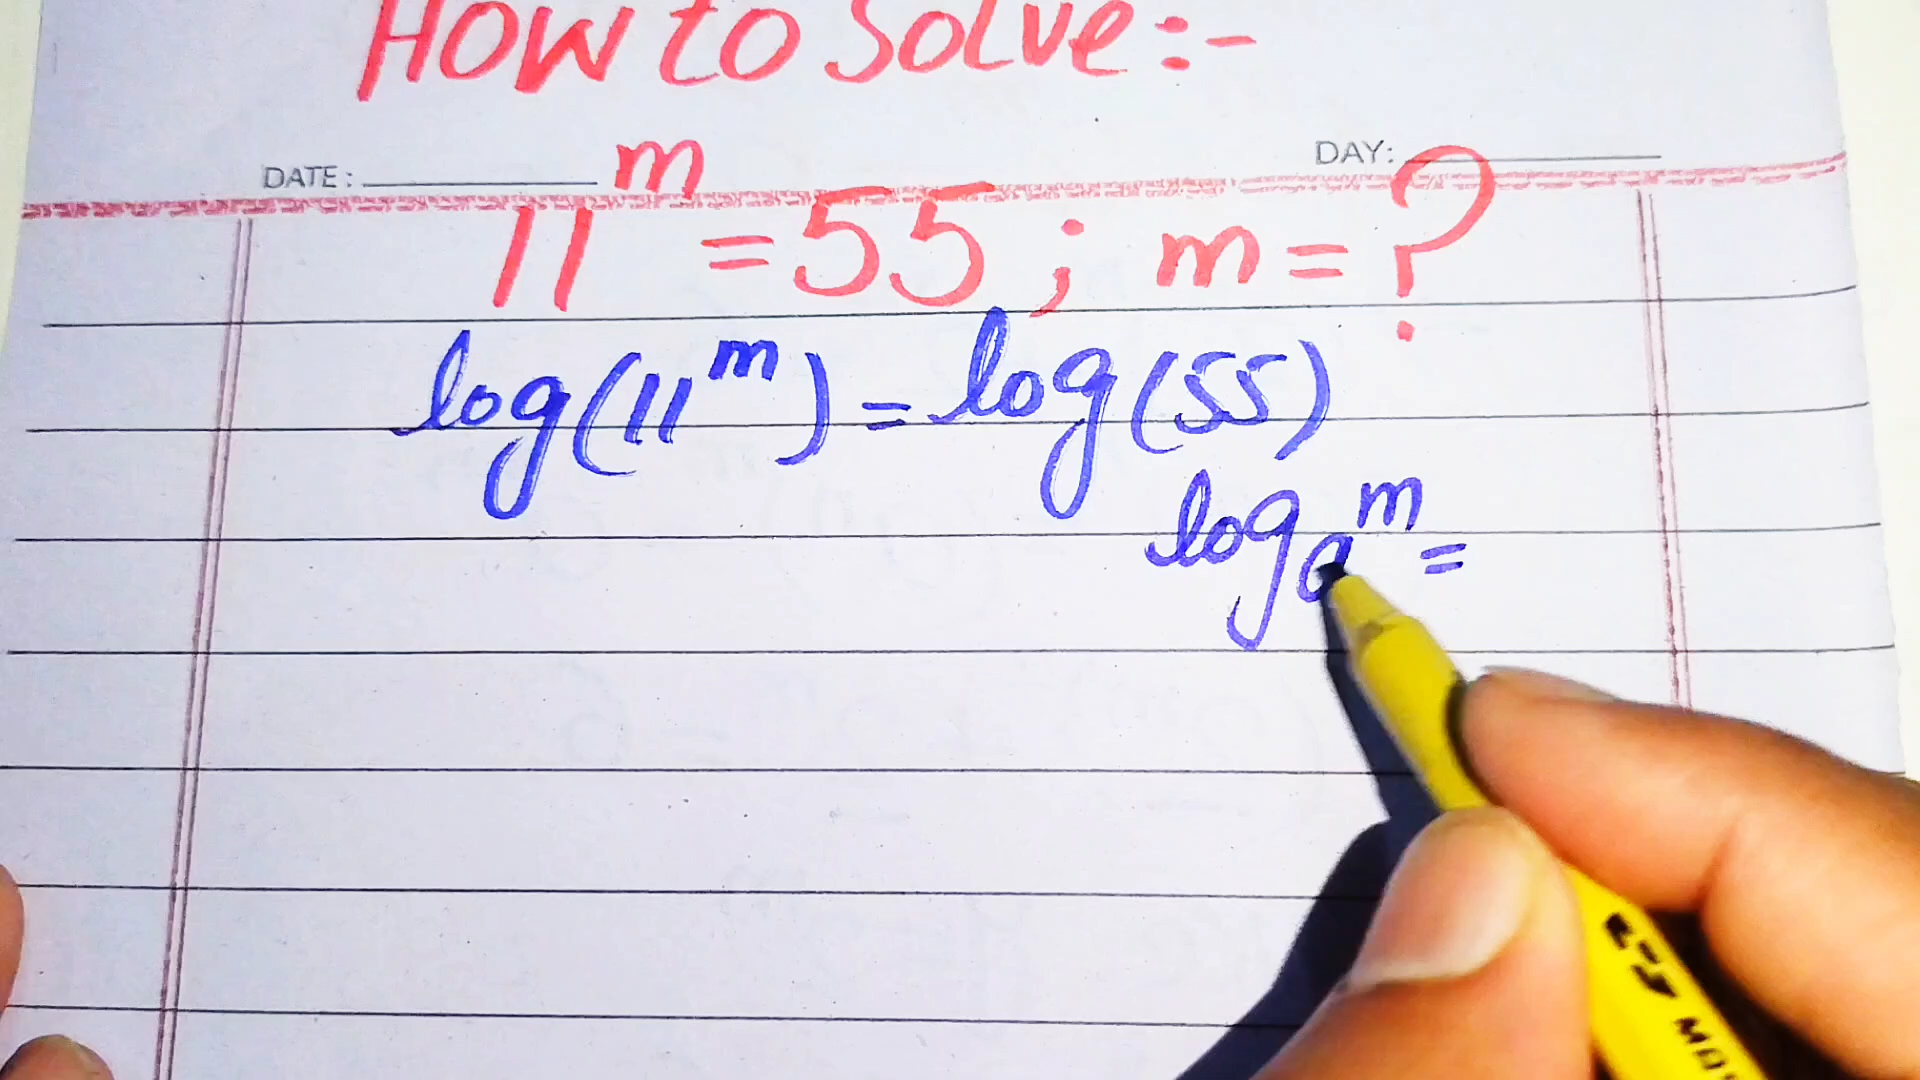 How to Solve:-
DATE: DAY:
11^m = 55 ; m = ?
log(11^m) = log(55)
log a^m =